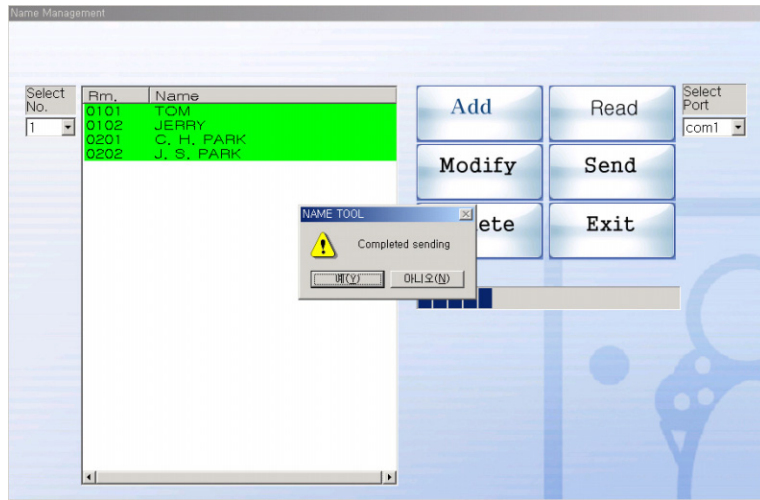 Name Management
Select
No.
1
Rm. Name
0101 TOM
0102 JERRY
0201 C. H. PARK
0202 J. S. PARK
Add
Read
Select
Port
com1
Modify
Send
ete
Exit
NAME TOOL
Completed sending
예(Y)
아니오(N)